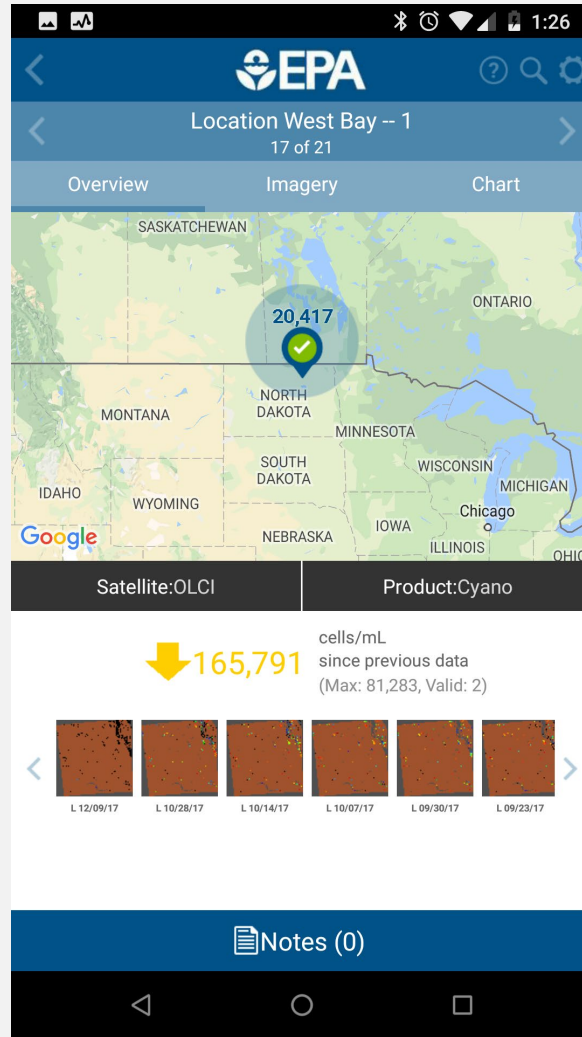 1:26
EPA
Location West Bay -- 1
17 of 21
Overview
Imagery
Chart
SASKATCHEWAN
ONTARIO
20,417
NORTH
DAKOTA
MONTANA
MINNESOTA
SOUTH
DAKOTA
WISCONSIN
MICHIGAN
IDAHO
WYOMING
Chicago
IOWA
NEBRASKA
ILLINOIS
OHIO
Google
Satellite:OLCI
Product:Cyano
165,791
cells/mL
since previous data
(Max: 81,283, Valid: 2)
L 12/09/17
L 10/28/17
L 10/14/17
L 10/07/17
L 09/30/17
L 09/23/17
Notes (0)